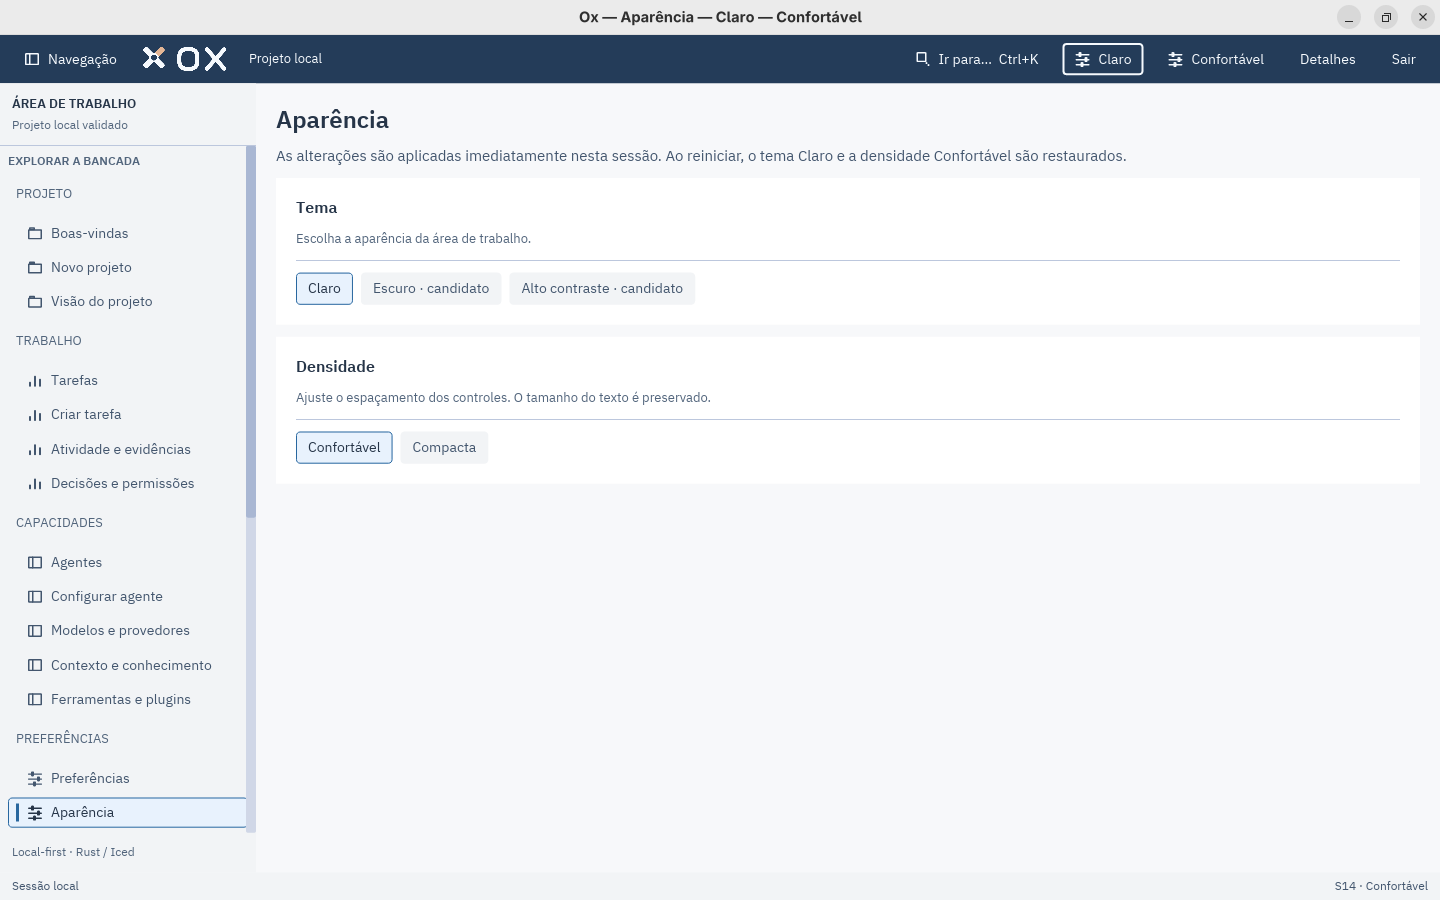 Ox — Aparência — Claro — Confortável
Navegação
OX
Projeto local
Ir para... Ctrl+K
Claro
Confortável
Detalhes
Sair
ÁREA DE TRABALHO
Projeto local validado
EXPLORAR A BANCADA
PROJETO
Boas-vindas
Novo projeto
Visão do projeto
TRABALHO
Tarefas
Criar tarefa
Atividade e evidências
Decisões e permissões
CAPACIDADES
Agentes
Configurar agente
Modelos e provedores
Contexto e conhecimento
Ferramentas e plugins
PREFERÊNCIAS
Preferências
Aparência
Local-first · Rust / Iced
Aparência
As alterações são aplicadas imediatamente nesta sessão. Ao reiniciar, o tema Claro e a densidade Confortável são restaurados.
Tema
Escolha a aparência da área de trabalho.
Claro
Escuro · candidato
Alto contraste · candidato
Densidade
Ajuste o espaçamento dos controles. O tamanho do texto é preservado.
Confortável
Compacta
Sessão local
S14 · Confortável